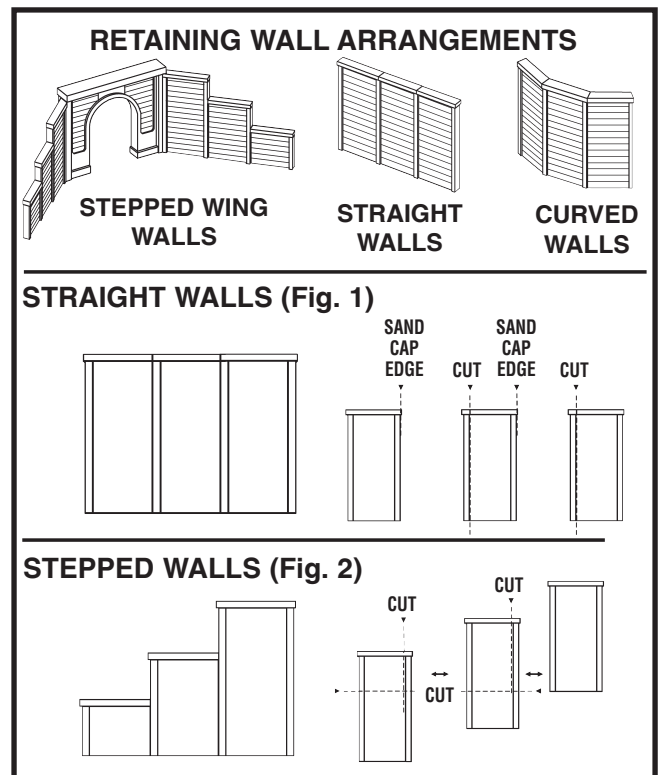 RETAINING WALL ARRANGEMENTS
STEPPED WING
WALLS
STRAIGHT
WALLS
CURVED
WALLS
STRAIGHT WALLS (Fig. 1)
SAND
CAP
EDGE
CUT
SAND
CAP
EDGE
CUT
STEPPED WALLS (Fig. 2)
CUT
CUT
CUT